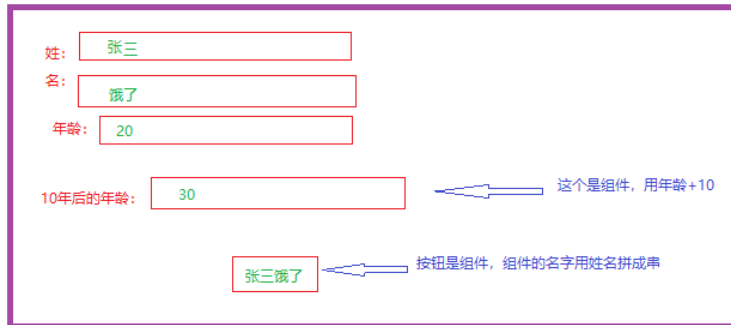 姓： 张三
名： 饿了
年龄： 20
10年后的年龄： 30 这个是组件，用年龄+10
张三饿了 按钮是组件，组件的名字用姓名拼成串